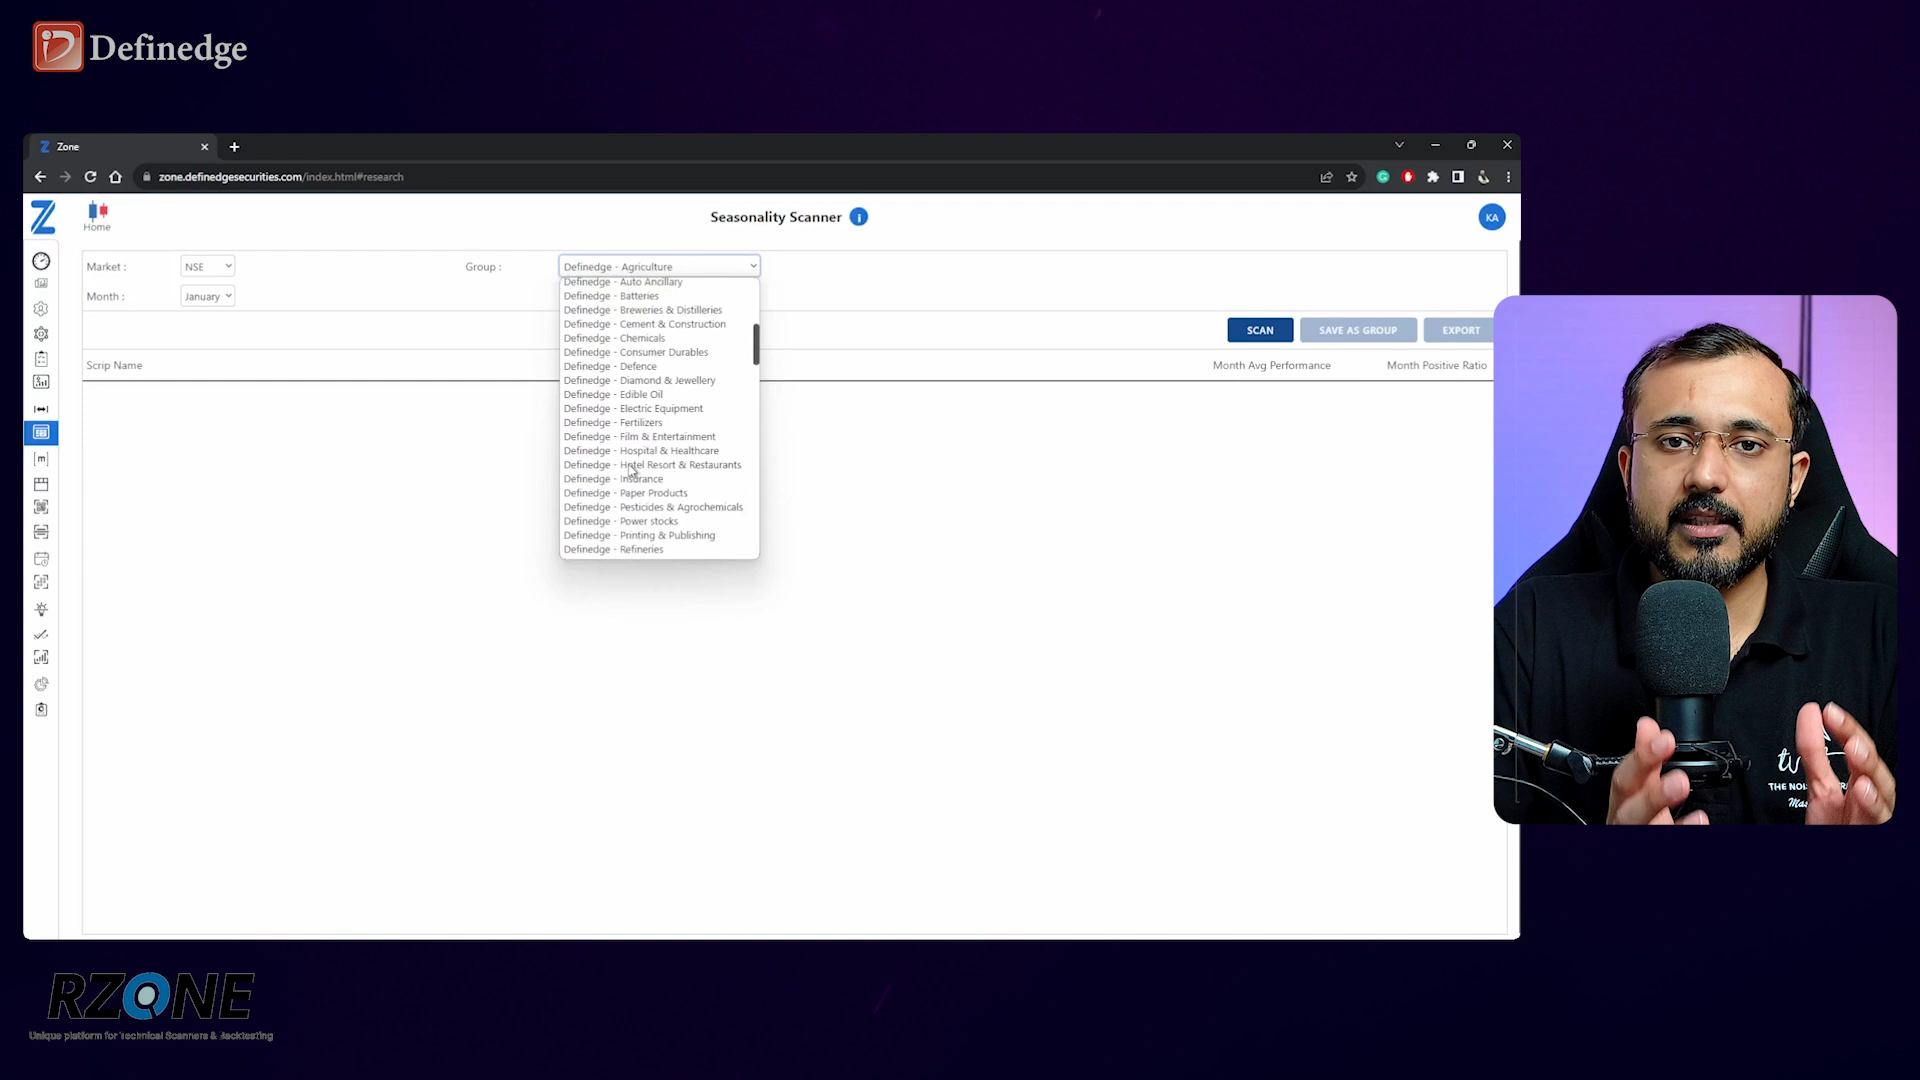 Definedge
Zone
zone.definedgesecurities.com/index.html#research
Home
Seasonality Scanner
KA
Market :
NSE
Group :
Definedge - Agriculture
Month :
January
Definedge - Auto Ancillary
Definedge - Batteries
Definedge - Breweries & Distilleries
Definedge - Cement & Construction
Definedge - Chemicals
Definedge - Consumer Durables
Definedge - Defence
Definedge - Diamond & Jewellery
Definedge - Edible Oil
Definedge - Electric Equipment
Definedge - Fertilizers
Definedge - Film & Entertainment
Definedge - Hospital & Healthcare
Definedge - Hotel Resort & Restaurants
Definedge - Insurance
Definedge - Paper Products
Definedge - Pesticides & Agrochemicals
Definedge - Power stocks
Definedge - Printing & Publishing
Definedge - Refineries
SCAN
SAVE AS GROUP
EXPORT
Scrip Name
Month Avg Performance
Month Positive Ratio
THE
RZONE
Unique platform for Technical Scanners & Backtesting